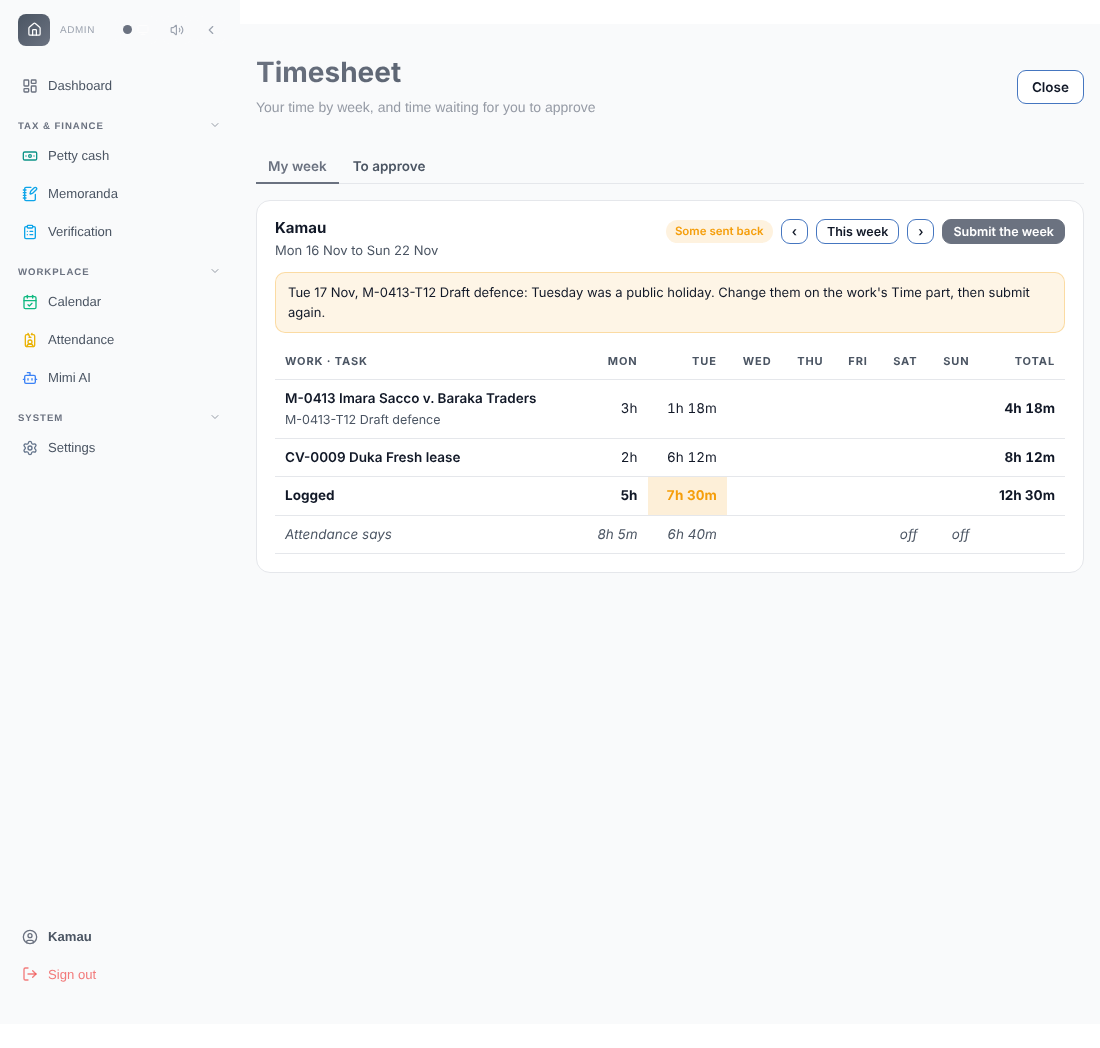 ADMIN
Dashboard
TAX & FINANCE
Petty cash
Memoranda
Verification
WORKPLACE
Calendar
Attendance
Mimi AI
SYSTEM
Settings
Kamau
Sign out
Timesheet
Your time by week, and time waiting for you to approve
Close
My week To approve
Kamau
Mon 16 Nov to Sun 22 Nov
Some sent back ‹ This week › Submit the week
Tue 17 Nov, M-0413-T12 Draft defence: Tuesday was a public holiday. Change them on the work's Time part, then submit
again.
WORK · TASK MON TUE WED THU FRI SAT SUN TOTAL
M-0413 Imara Sacco v. Baraka Traders
M-0413-T12 Draft defence
3h 1h 18m 4h 18m
CV-0009 Duka Fresh lease 2h 6h 12m 8h 12m
Logged 5h 7h 30m 12h 30m
Attendance says 8h 5m 6h 40m off off